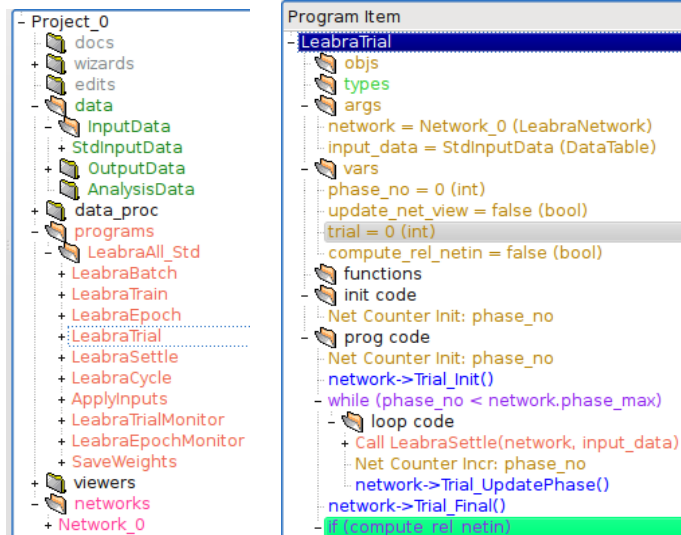 Project_0
docs
wizards
edits
data
InputData
StdInputData
OutputData
AnalysisData
data_proc
programs
LeabraAll_Std
LeabraBatch
LeabraTrain
LeabraEpoch
LeabraTrial
LeabraSettle
LeabraCycle
ApplyInputs
LeabraTrialMonitor
LeabraEpochMonitor
SaveWeights
viewers
networks
Network_0
Program Item
LeabraTrial
objs
types
args
network = Network_0 (LeabraNetwork)
input_data = StdInputData (DataTable)
vars
phase_no = 0 (int)
update_net_view = false (bool)
trial = 0 (int)
compute_rel_netin = false (bool)
functions
init code
Net Counter Init: phase_no
prog code
Net Counter Init: phase_no
network->Trial_Init()
while (phase_no < network.phase_max)
loop code
Call LeabraSettle(network, input_data)
Net Counter Incr: phase_no
network->Trial_UpdatePhase()
network->Trial_Final()
if (compute_rel_netin)